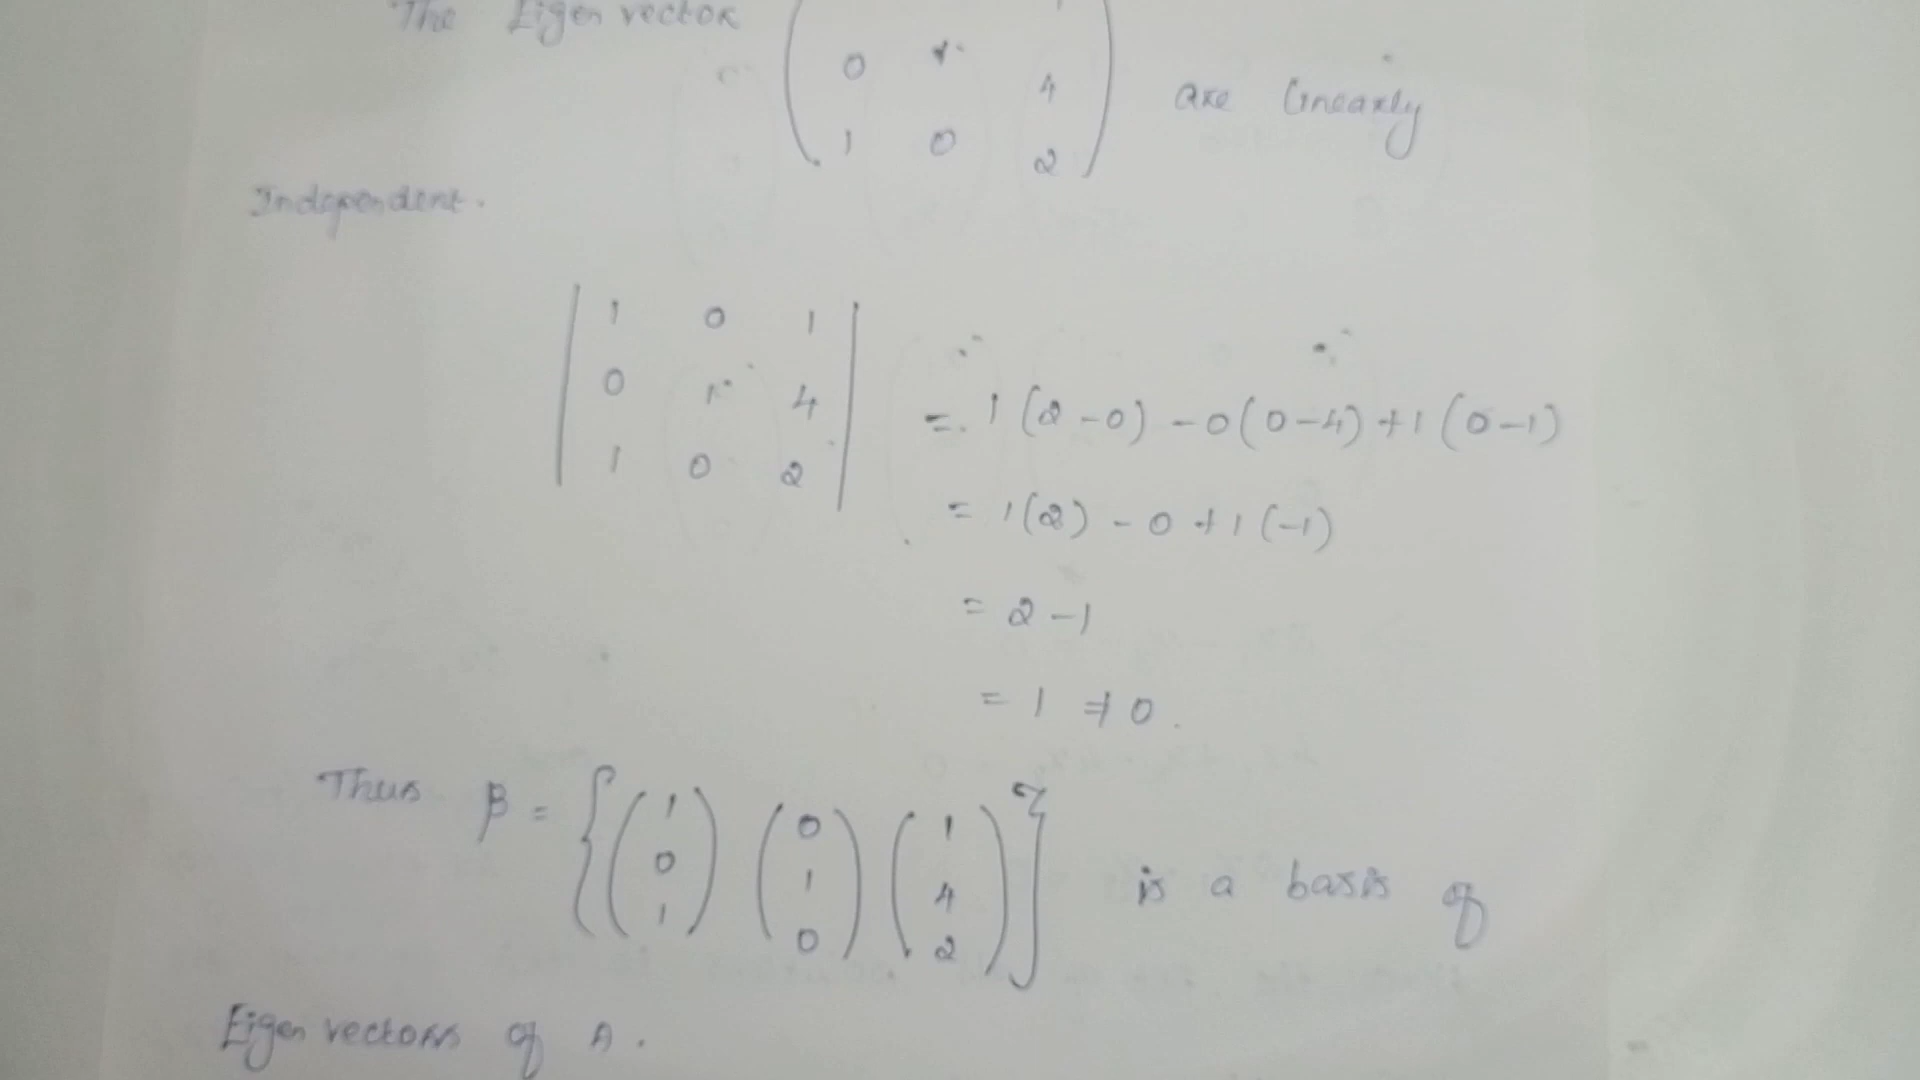 The Eigen vector
0 1 4
1 0 2
are linearly
Independent.
1 0 1
0 1 4
1 0 2
= 1 (2-0) -0(0-4)+1(0-1)
= 1(2) - 0 +1(-1)
= 2-1
= 1 ≠ 0.
Thus β = {(1 0 1) (0 1 0) (1 4 2)} is a basis of
Eigen vectors of A.